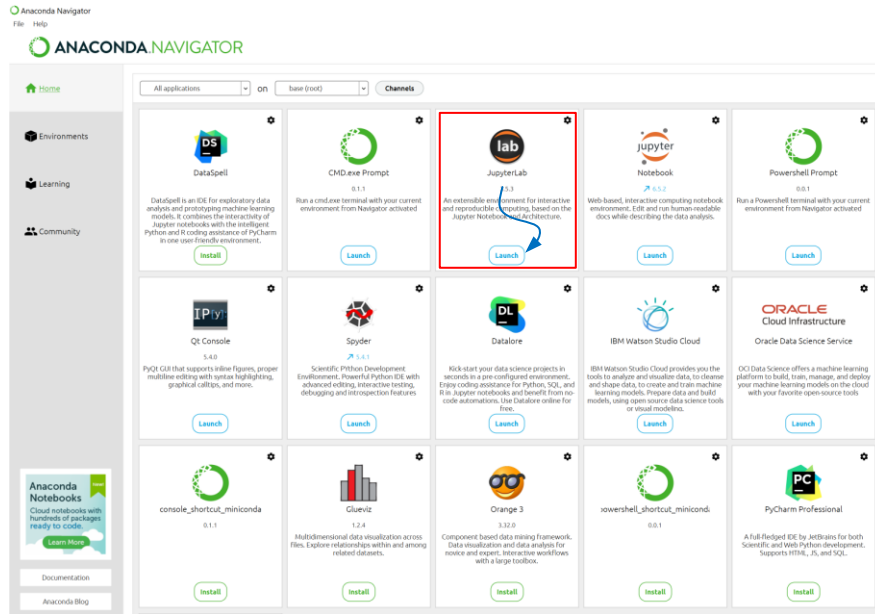 Anaconda Navigator
File Help
ANACONDA.NAVIGATOR
Home
Environments
Learning
Community
All applications on base (root) Channels
DS
DataSpell
DataSpell is an IDE for exploratory data
analysis and prototyping machine learning
models. It combines the interactivity of
Jupyter notebooks with the intelligent
Python and R coding assistance of PyCharm
in one user-friendly environment.
Install
CMD.exe Prompt
0.1.1
Run a cmd.exe terminal with your current
environment from Navigator activated
Launch
lab
JupyterLab
.5.3
An extensible environment for interactive
and reproducible computing, based on the
Jupyter Notebook and Architecture.
Launch
jupyter
Notebook
6.5.2
Web-based, interactive computing notebook
environment. Edit and run human-readable
docs while describing the data analysis.
Launch
Powershell Prompt
0.0.1
Run a Powershell terminal with your current
environment from Navigator activated
Launch
IP[y]:
Qt Console
5.4.0
PyQt GUI that supports inline figures, proper
multiline editing with syntax highlighting,
graphical calltips, and more.
Launch
Spyder
5.4.1
Scientific PYthon Development
EnviRonment. Powerful Python IDE with
advanced editing, interactive testing,
debugging and introspection features
Launch
DL
Datalore
Kick-start your data science projects in
seconds in a pre-configured environment.
Enjoy coding assistance for Python, SQL, and
R in Jupyter notebooks and benefit from no-
code automations. Use Datalore online for
free.
Launch
IBM Watson Studio Cloud
IBM Watson Studio Cloud provides you the
tools to analyze and visualize data, to cleanse
and shape data, to create and train machine
learning models. Prepare data and build
models, using open source data science tools
or visual modeling.
Launch
ORACLE
Cloud Infrastructure
Oracle Data Science Service
OCI Data Science offers a machine learning
platform to build, train, manage, and deploy
your machine learning models on the cloud
with your favorite open-source tools
Launch
console_shortcut_miniconda
0.1.1
Install
Glueviz
1.2.4
Multidimensional data visualization across
files. Explore relationships within and among
related datasets.
Install
Orange 3
3.32.0
Component based data mining framework.
Data visualization and data analysis for
novice and expert. Interactive workflows
with a large toolbox.
Install
powershell_shortcut_miniconda
0.0.1
Install
PC
PyCharm Professional
A full-fledged IDE by JetBrains for both
Scientific and Web Python development.
Supports HTML, JS, and SQL.
Install
Anaconda
Notebooks
Cloud notebooks with
hundreds of packages
ready to code.
Learn More
Documentation
Anaconda Blog